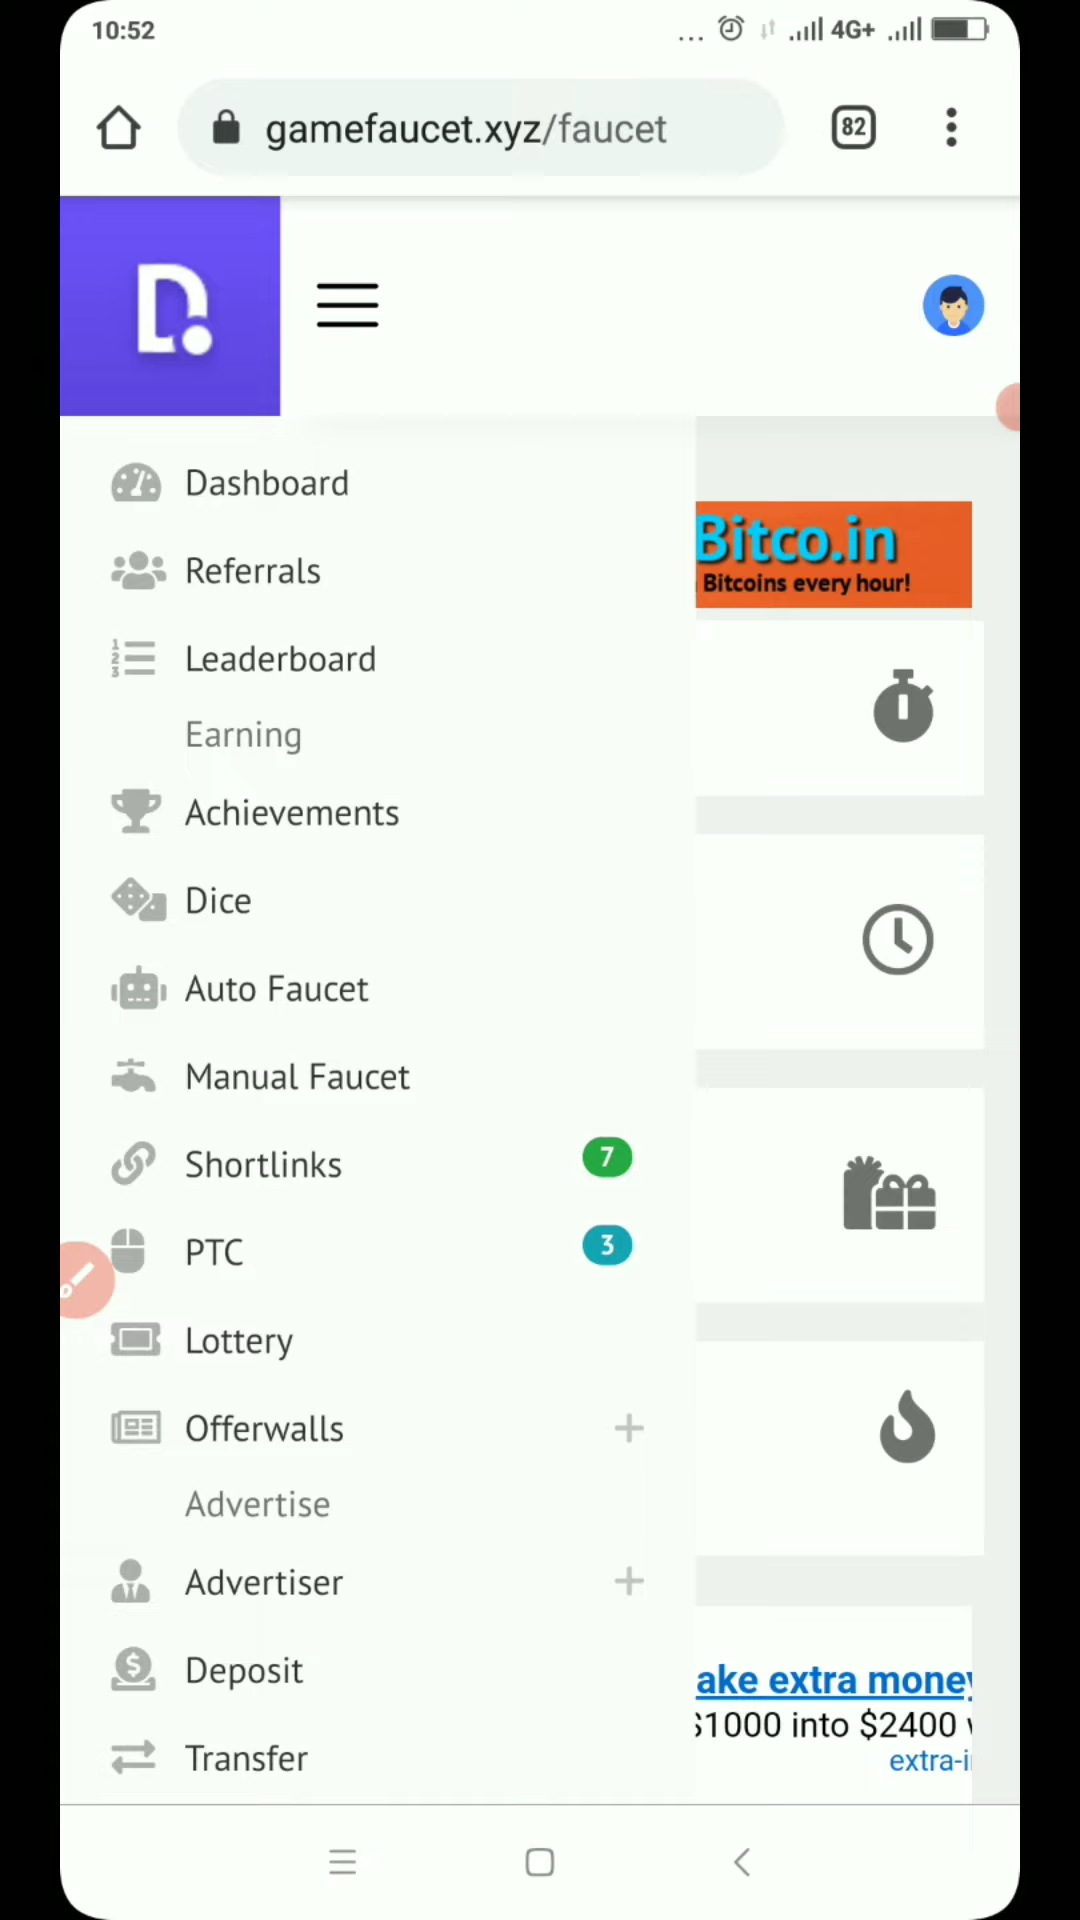 10:52
... 4G+
gamefaucet.xyz/faucet
82
D.
Dashboard
Referrals
Leaderboard
Earning
Achievements
Dice
Auto Faucet
Manual Faucet
Shortlinks 7
PTC 3
Lottery
Offerwalls +
Advertise
Advertiser +
Deposit
Transfer
Bitco.in
Bitcoins every hour!
ake extra money
$1000 into $2400
extra-i